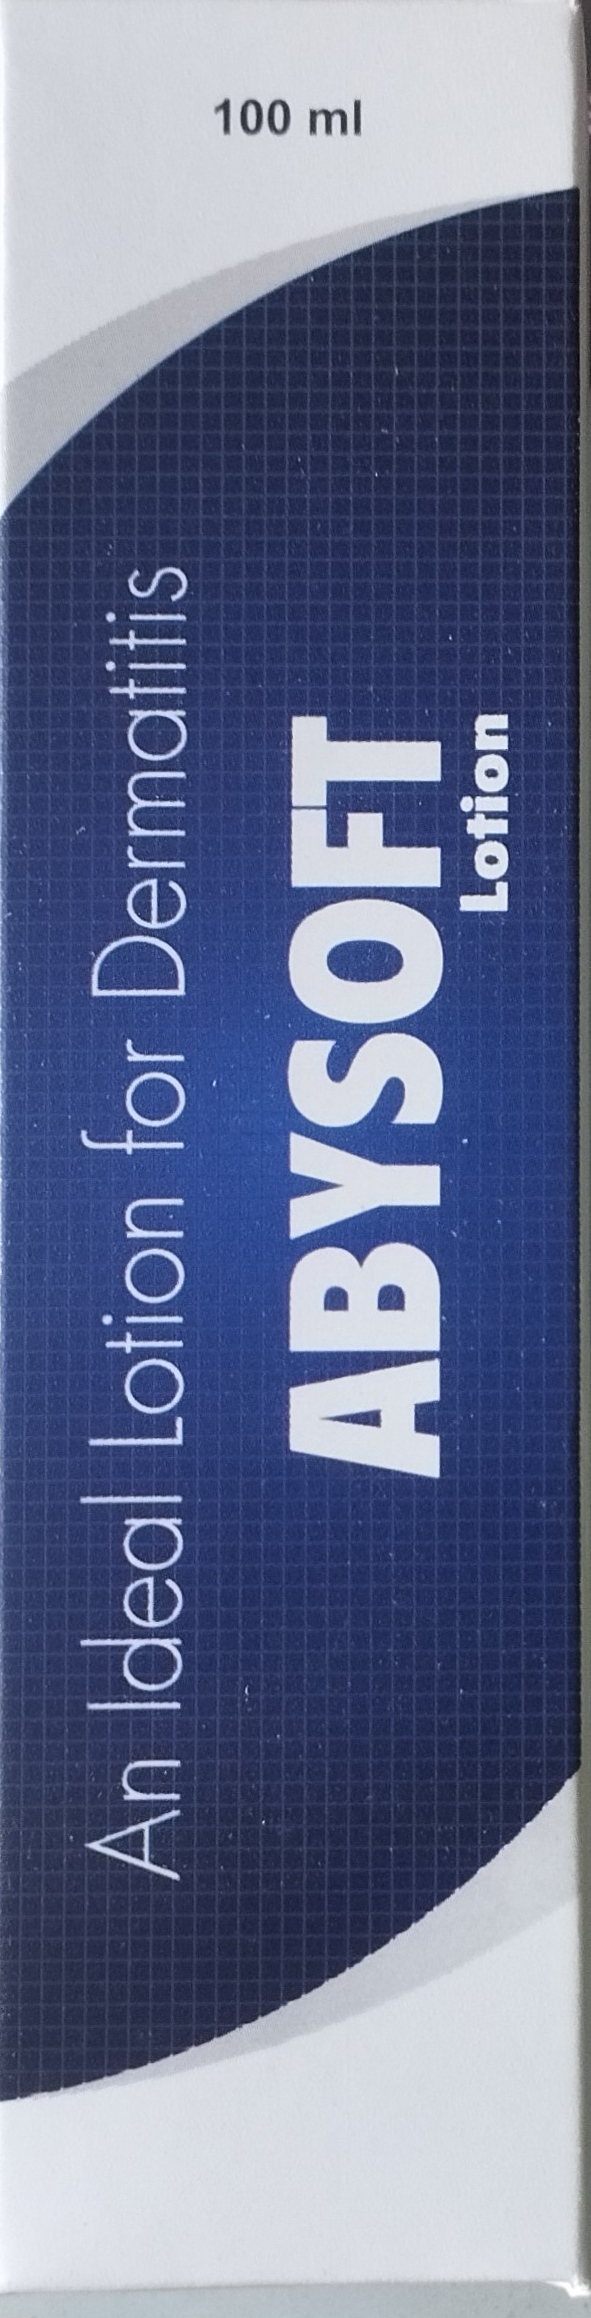 100 ml
An Ideal Lotion for Dermatitis
ABYSOFT
Lotion